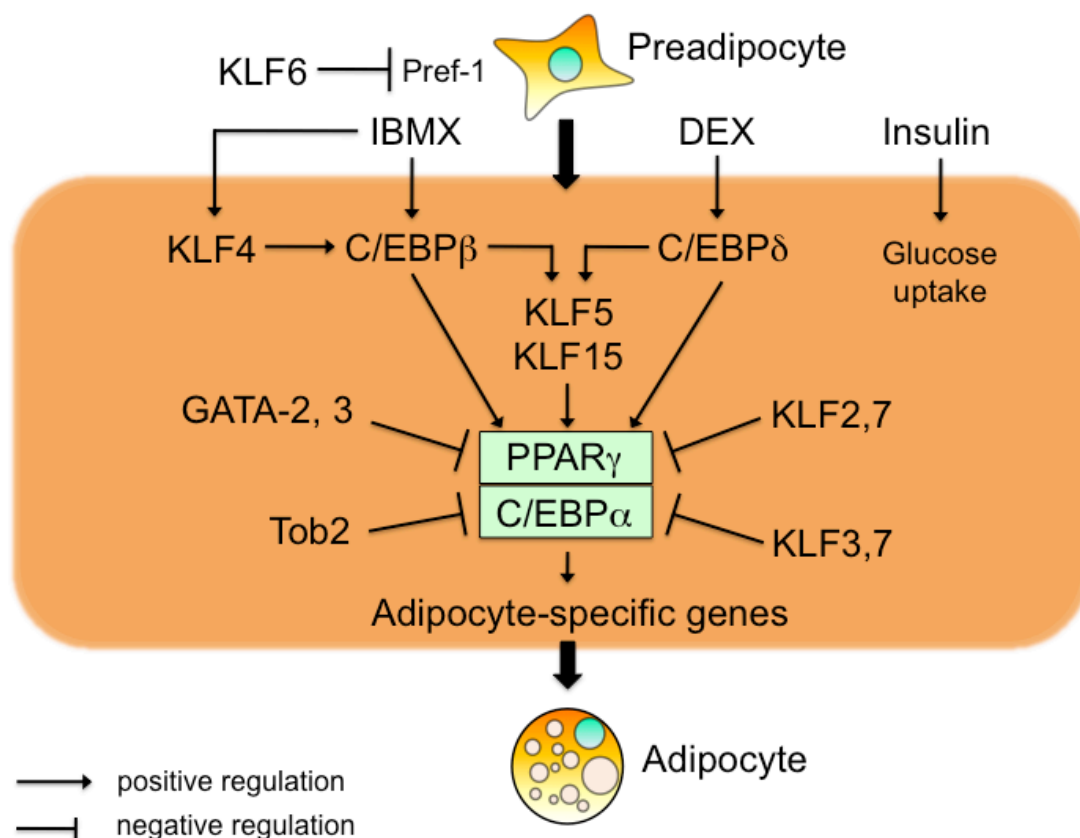 Preadipocyte
KLF6
Pref-1
IBMX
DEX
Insulin
KLF4
C/EBPβ
C/EBPδ
Glucose
uptake
KLF5
KLF15
GATA-2, 3
KLF2,7
PPARγ
C/EBPα
Tob2
KLF3,7
Adipocyte-specific genes
Adipocyte
positive regulation
negative regulation